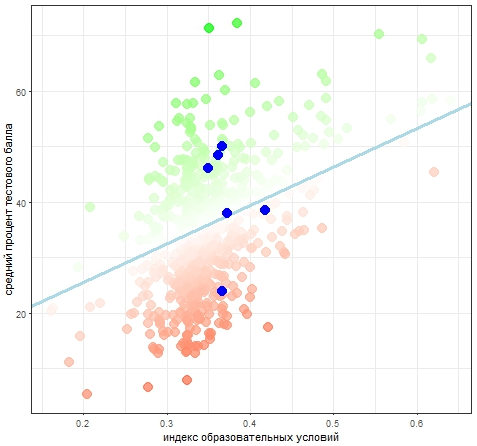 средний процент тестового балла
60
40
20
0.2 0.3 0.4 0.5 0.6
индекс образовательных условий